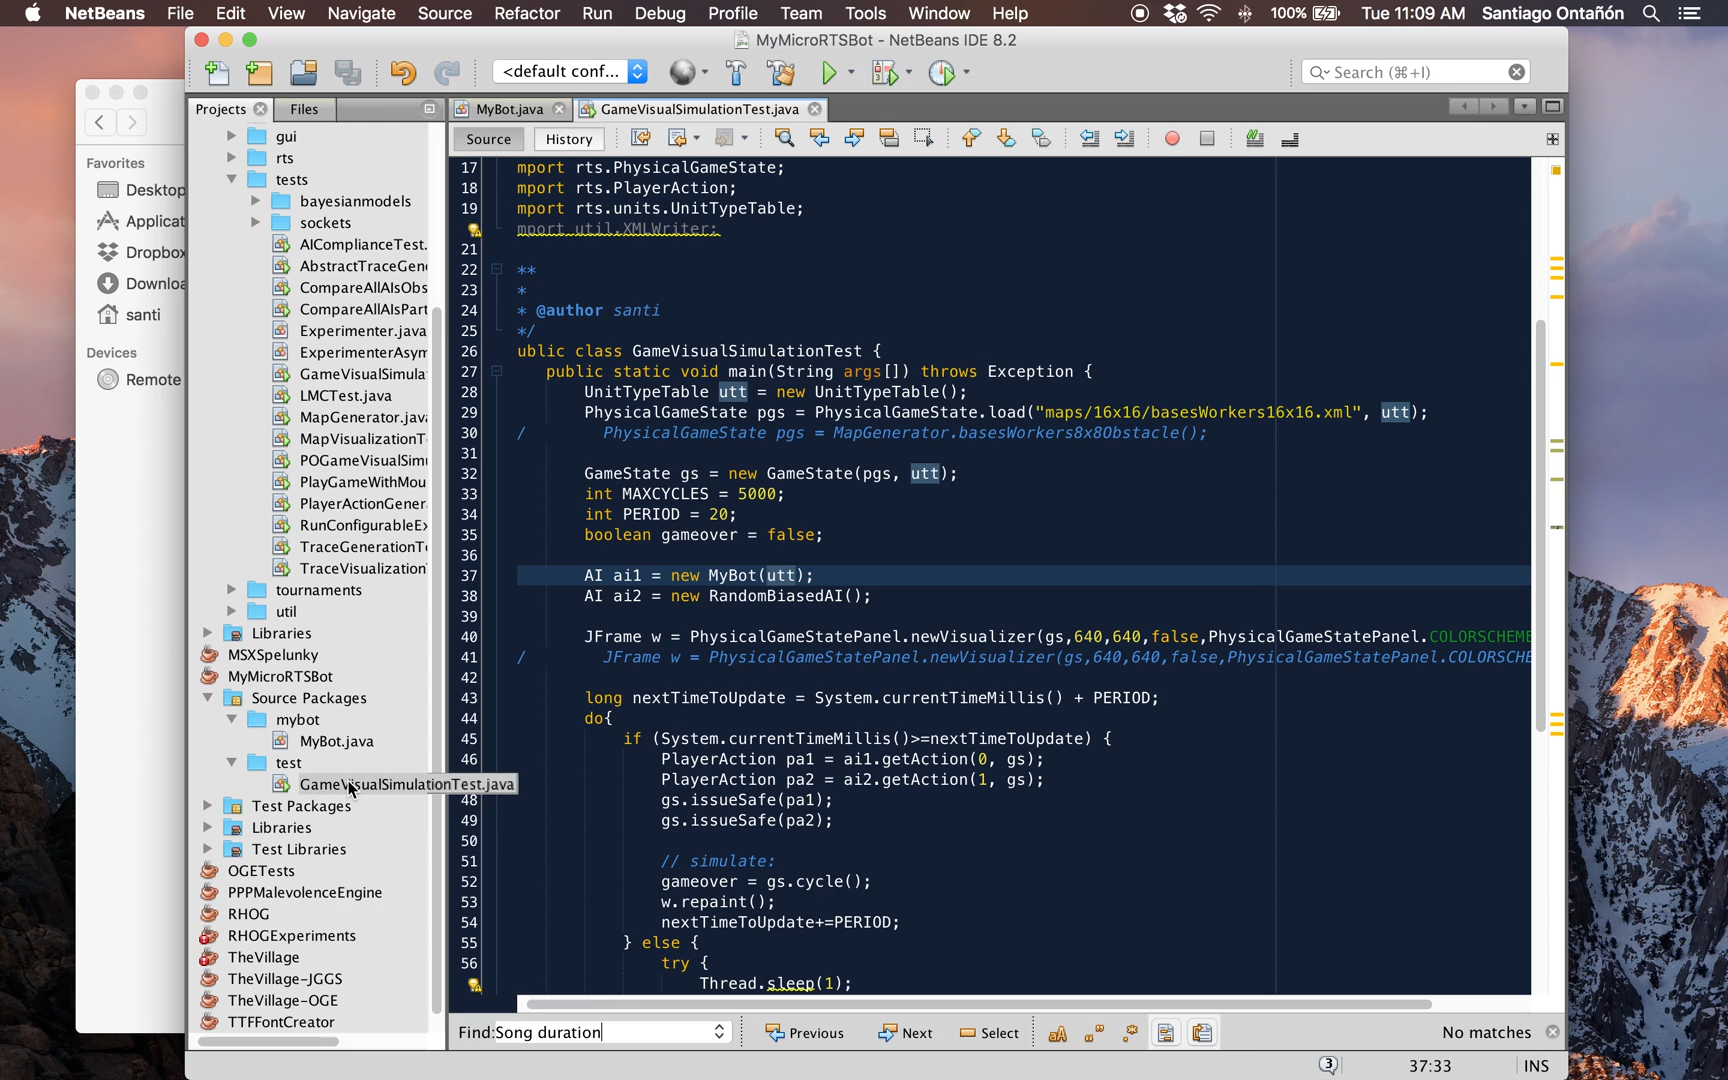 NetBeans File Edit View Navigate Source Refactor Run Debug Profile Team Tools Window Help 100% Tue 11:09 AM Santiago Ontañón
MyMicroRTSBot - NetBeans IDE 8.2
<default conf...
Search (⌘+I)
Projects Files
MyBot.java GameVisualSimulationTest.java
Source History
Favorites
Desktop
Applicat
Dropbox
Downloa
santi
Devices
Remote
gui
rts
tests
bayesianmodels
sockets
AIComplianceTest.
AbstractTraceGen
CompareAllAIsObs
CompareAllAIsPart
Experimenter.java
ExperimenterAsym
GameVisualSimula
LMCTest.java
MapGenerator.java
MapVisualizationT
POGameVisualSimu
PlayGameWithMou
PlayerActionGener
RunConfigurableEx
TraceGenerationTe
TraceVisualization
tournaments
util
Libraries
MSXSpelunky
MyMicroRTSBot
Source Packages
mybot
MyBot.java
test
GameVisualSimulationTest.java
Test Packages
Libraries
Test Libraries
OGETests
PPPMalevolenceEngine
RHOG
RHOGExperiments
TheVillage
TheVillage-JGGS
TheVillage-OGE
TTFFontCreator
17 mport rts.PhysicalGameState;
18 mport rts.PlayerAction;
19 mport rts.units.UnitTypeTable;
mport util.XMLWriter;
21
22 **
23 *
24 * @author santi
25 */
26 ublic class GameVisualSimulationTest {
27 public static void main(String args[]) throws Exception {
28 UnitTypeTable utt = new UnitTypeTable();
29 PhysicalGameState pgs = PhysicalGameState.load("maps/16x16/basesWorkers16x16.xml", utt);
30 / PhysicalGameState pgs = MapGenerator.basesWorkers8x8Obstacle();
31
32 GameState gs = new GameState(pgs, utt);
33 int MAXCYCLES = 5000;
34 int PERIOD = 20;
35 boolean gameover = false;
36
37 AI ai1 = new MyBot(utt);
38 AI ai2 = new RandomBiasedAI();
39
40 JFrame w = PhysicalGameStatePanel.newVisualizer(gs,640,640,false,PhysicalGameStatePanel.COLORSCHEME
41 / JFrame w = PhysicalGameStatePanel.newVisualizer(gs,640,640,false,PhysicalGameStatePanel.COLORSCHE
42
43 long nextTimeToUpdate = System.currentTimeMillis() + PERIOD;
44 do{
45 if (System.currentTimeMillis()>=nextTimeToUpdate) {
46 PlayerAction pa1 = ai1.getAction(0, gs);
PlayerAction pa2 = ai2.getAction(1, gs);
48 gs.issueSafe(pa1);
49 gs.issueSafe(pa2);
50
51 // simulate:
52 gameover = gs.cycle();
53 w.repaint();
54 nextTimeToUpdate+=PERIOD;
55 } else {
56 try {
Thread.sleep(1);
Find: Song duration Previous Next Select No matches
3 37:33 INS